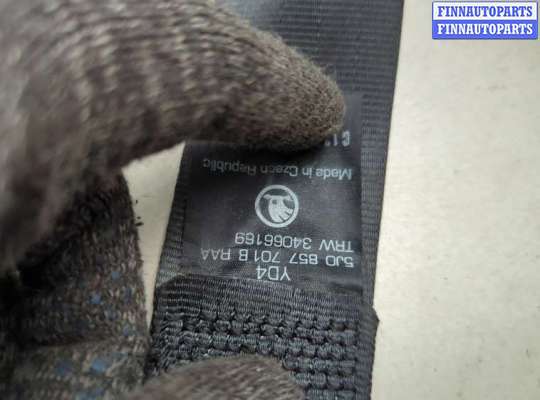 FINNAUTOPARTS
FINNAUTOPARTS
YD4
5J0 857 701 B RAA
TRW 34066169
Made in Czech Republic